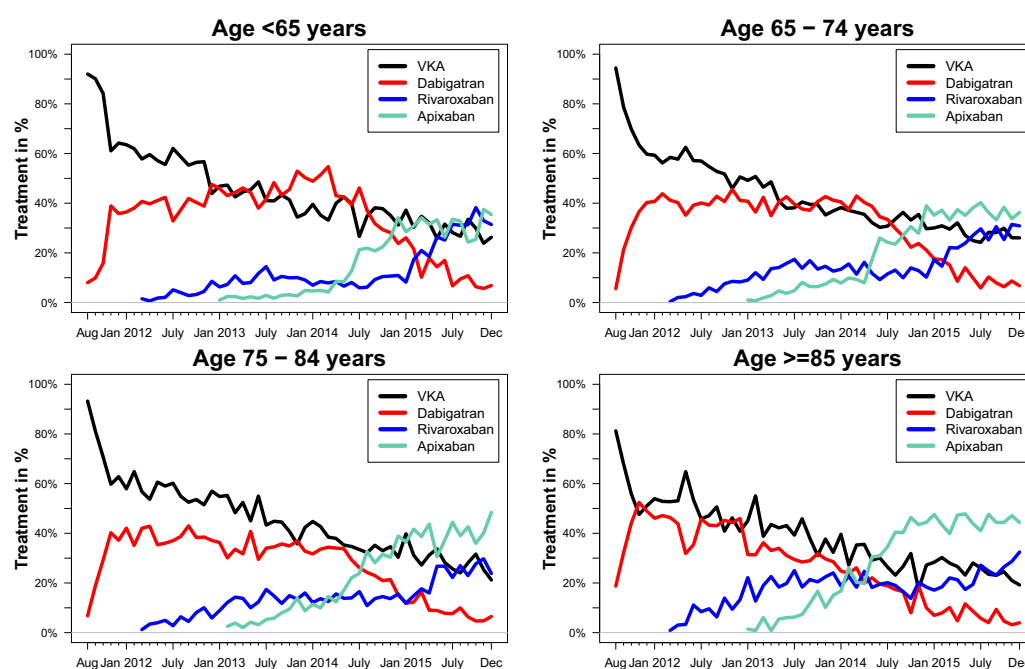 Age <65 years
Treatment in %
100%
80%
60%
40%
20%
0%
VKA
Dabigatran
Rivaroxaban
Apixaban
Aug Jan 2012 July Jan 2013 July Jan 2014 July Jan 2015 July Dec
Age 65 − 74 years
Treatment in %
100%
80%
60%
40%
20%
0%
VKA
Dabigatran
Rivaroxaban
Apixaban
Aug Jan 2012 July Jan 2013 July Jan 2014 July Jan 2015 July Dec
Age 75 − 84 years
Treatment in %
100%
80%
60%
40%
20%
0%
VKA
Dabigatran
Rivaroxaban
Apixaban
Aug Jan 2012 July Jan 2013 July Jan 2014 July Jan 2015 July Dec
Age >=85 years
Treatment in %
100%
80%
60%
40%
20%
0%
VKA
Dabigatran
Rivaroxaban
Apixaban
Aug Jan 2012 July Jan 2013 July Jan 2014 July Jan 2015 July Dec